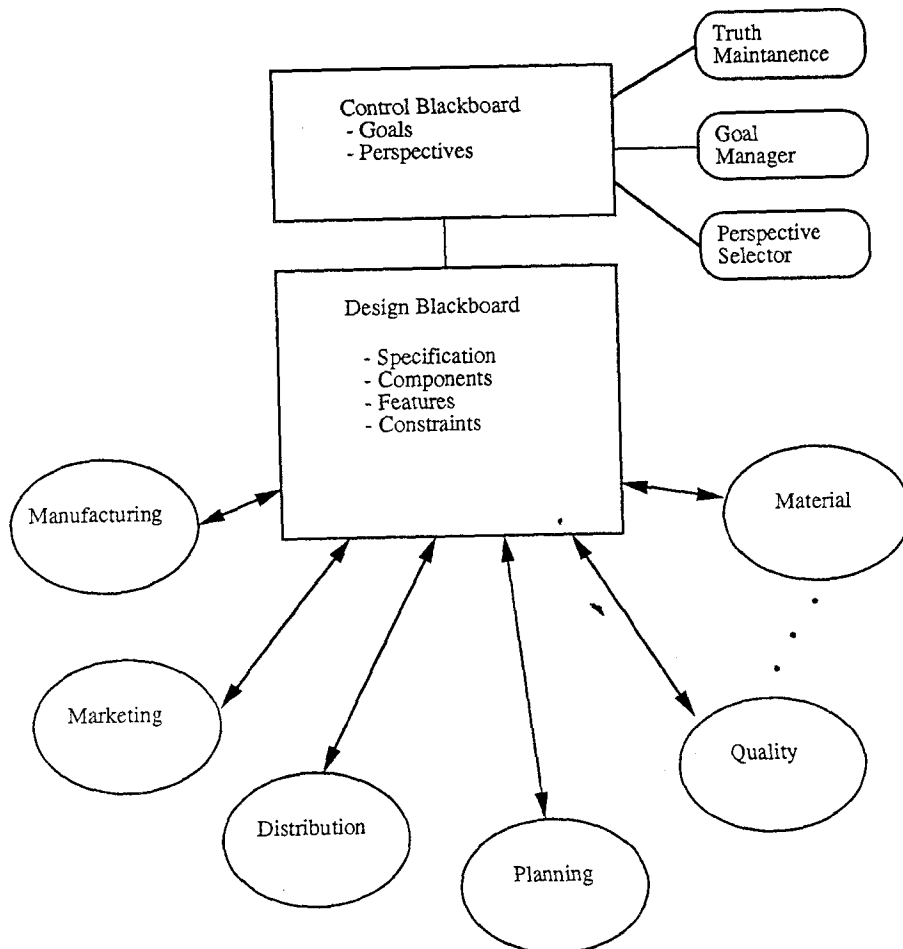 Truth
Maintanence
Control Blackboard
- Goals
- Perspectives
Goal
Manager
Perspective
Selector
Design Blackboard
- Specification
- Components
- Features
- Constraints
Manufacturing
Material
Marketing
Quality
Distribution
Planning